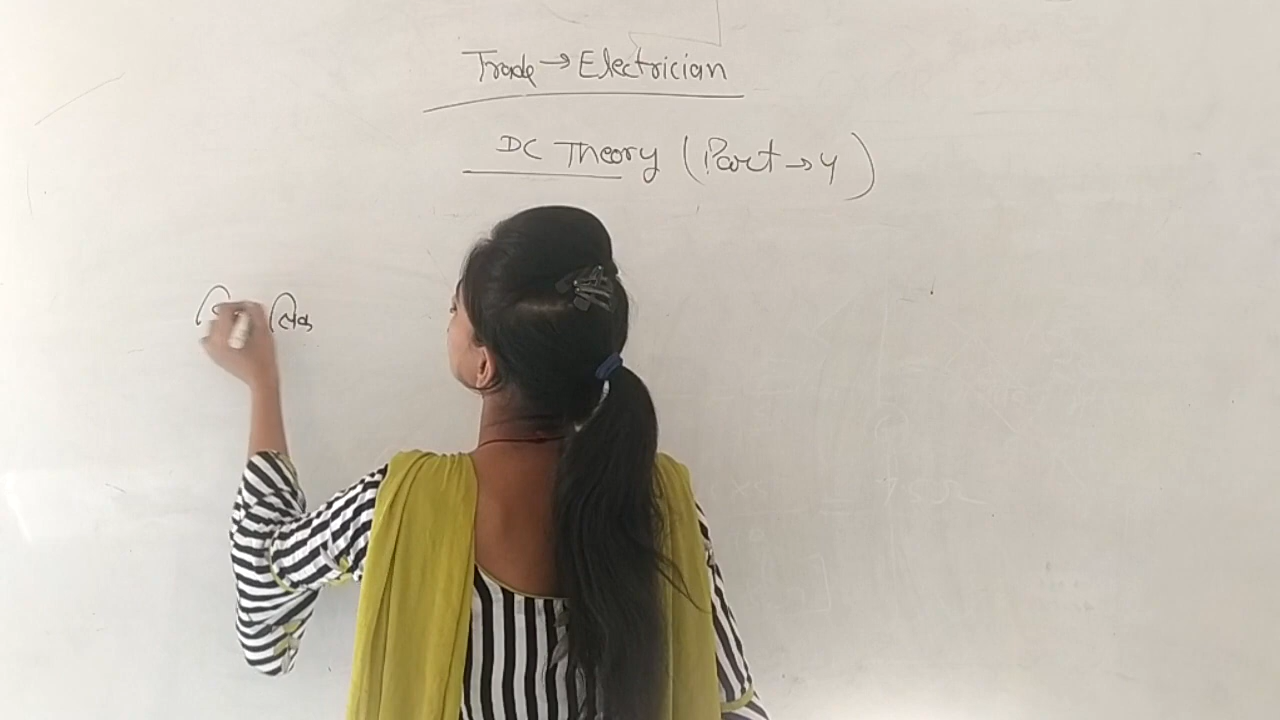 Trade → Electrician
DC Theory (Part → 4)